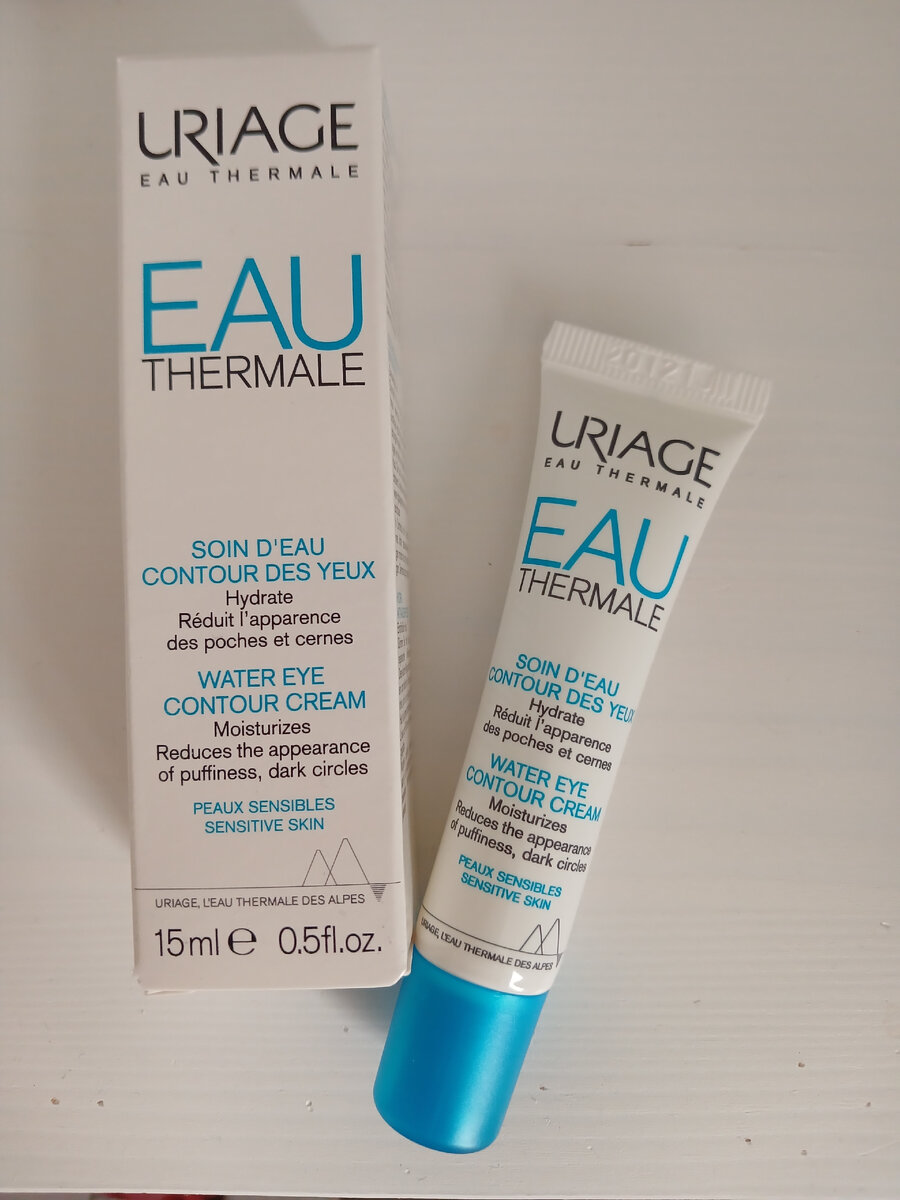 URIAGE
EAU THERMALE
EAU
THERMALE
SOIN D'EAU
CONTOUR DES YEUX
Hydrate
Réduit l'apparence
des poches et cernes
WATER EYE
CONTOUR CREAM
Moisturizes
Reduces the appearance
of puffiness, dark circles
PEAUX SENSIBLES
SENSITIVE SKIN
URIAGE, L'EAU THERMALE DES ALPES
15 ml e 0.5fl.oz.
URIAGE
EAU THERMALE
EAU
THERMALE
SOIN D'EAU
CONTOUR DES YEUX
Hydrate
Réduit l'apparence
des poches et cernes
WATER EYE
CONTOUR CREAM
Moisturizes
Reduces the appearance
of puffiness, dark circles
PEAUX SENSIBLES
SENSITIVE SKIN
URIAGE, L'EAU THERMALE DES ALPES